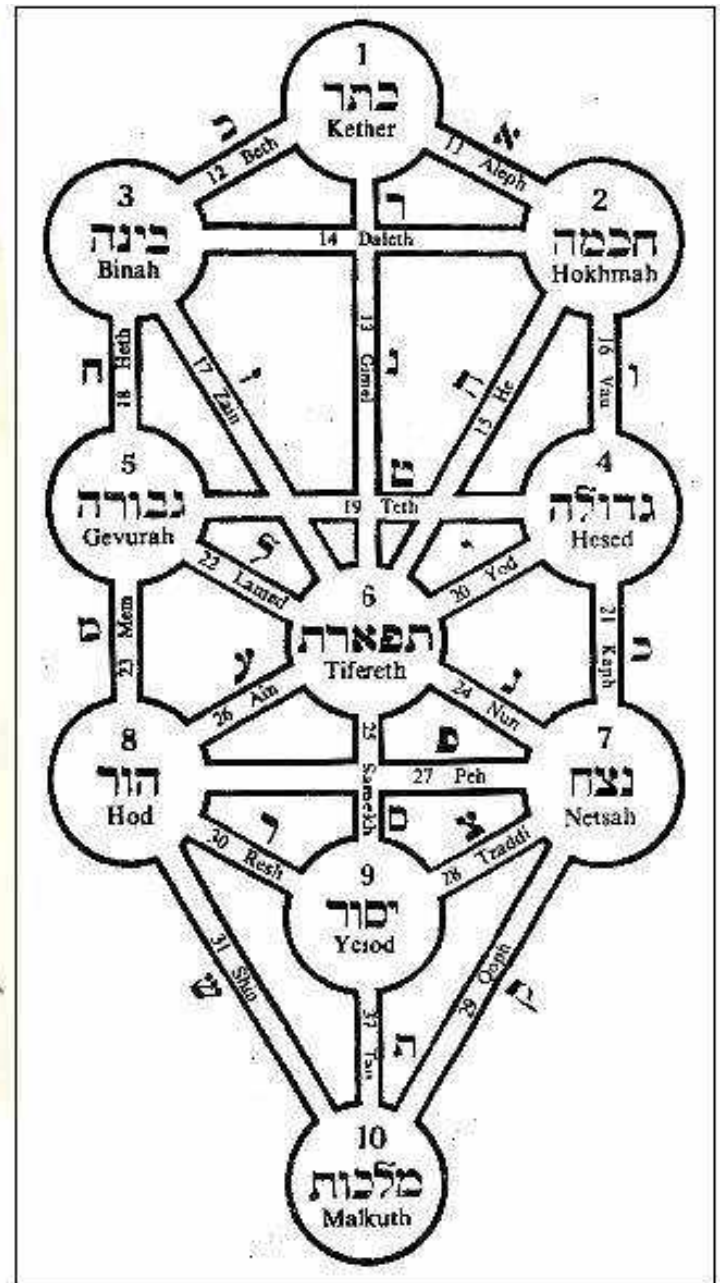 1
כתר
Kether
ת
12 Beth
א
11 Aleph
3
בינה
Binah
ד
14 Daleth
2
חכמה
Hokhmah
ח
18 Heth
17 Zain
ז
13 Gimel
ג
ה
15 He
16 Vau
ו
5
גבורה
Gevurah
ט
19 Teth
4
גדולה
Hesed
ל
22 Lamed
6
תפארת
Tifereth
י
20 Yod
23 Mem
ע
26 Ain
נ
24 Nun
21 Kaph
כ
8
הוד
Hod
פ
27 Peh
25 Samekh
7
נצח
Netsah
30 Resh
ס
צ
28 Tzaddi
9
יסוד
Yesod
ש
31 Shin
32 Tau
ת
29 Qoph
ק
10
מלכות
Malkuth